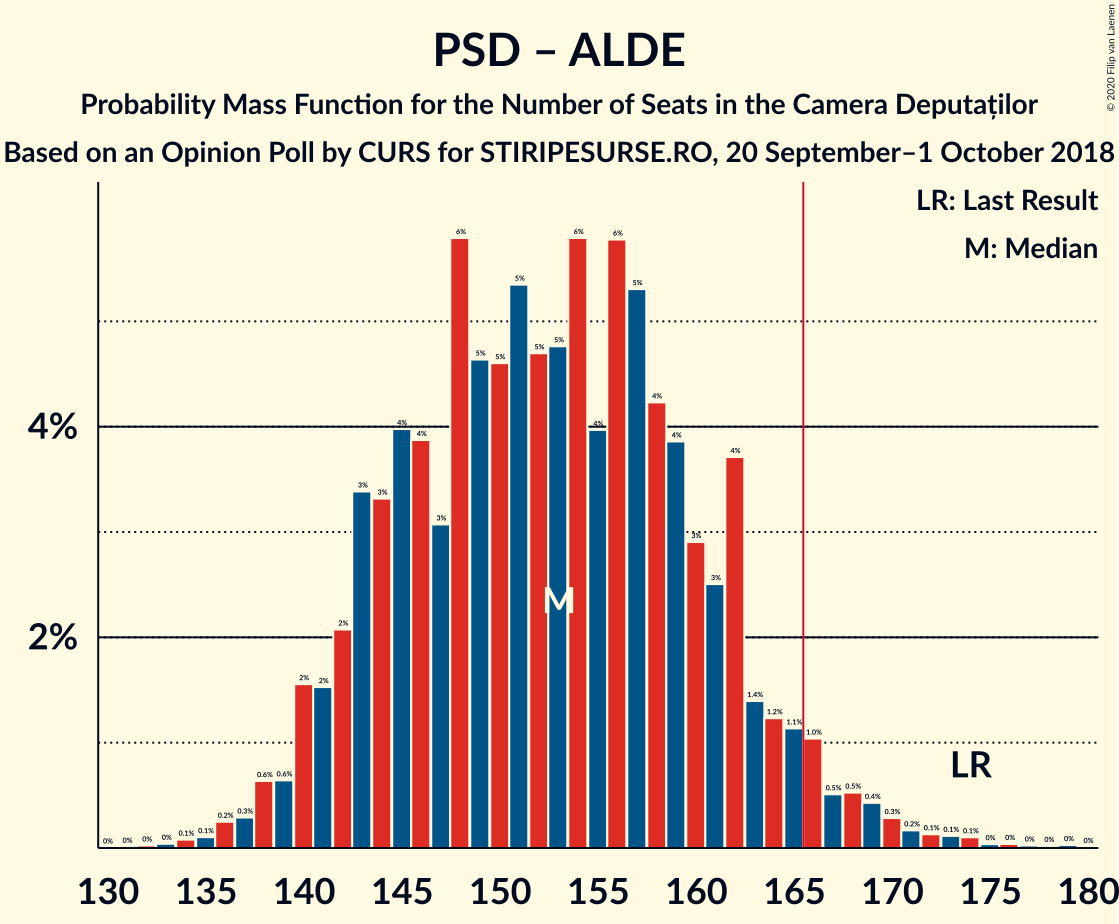 © 2020 Filip van Laenen
PSD – ALDE
Probability Mass Function for the Number of Seats in the Camera Deputaților
Based on an Opinion Poll by CURS for STIRIPESURSE.RO, 20 September–1 October 2018
LR: Last Result
M: Median
4%
2%
0% 0% 0% 0% 0.1% 0.1% 0.2% 0.3% 0.6% 0.6% 2% 2% 2% 3% 3% 4% 4% 3% 6% 5% 5% 5% 5% 5% 6% 4% 6% 5% 4% 4% 3% 3% 4% 1.4% 1.2% 1.1% 1.0% 0.5% 0.5% 0.4% 0.3% 0.2% 0.1% 0.1% 0.1% 0% 0% 0% 0% 0% 0%
M
LR
130 135 140 145 150 155 160 165 170 175 180